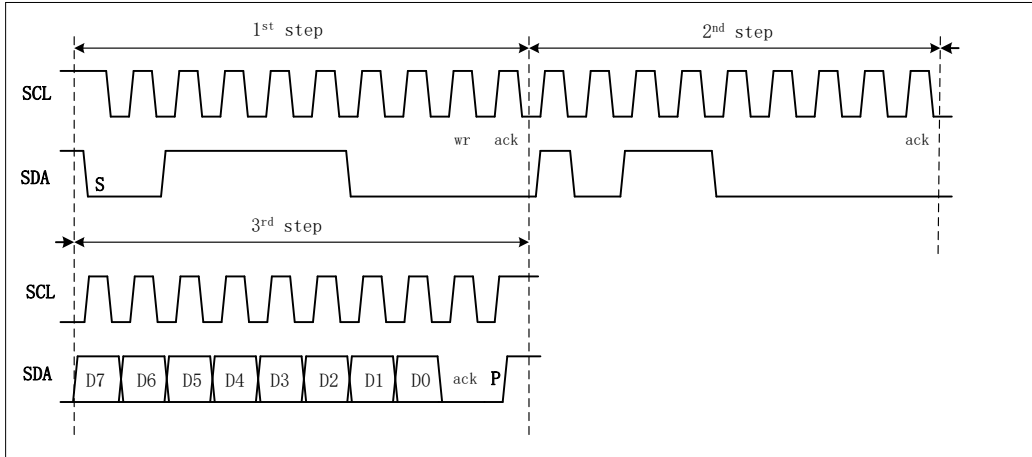 1st step 2nd step
SCL
wr ack ack
SDA S
3rd step
SCL
SDA D7 D6 D5 D4 D3 D2 D1 D0 ack P